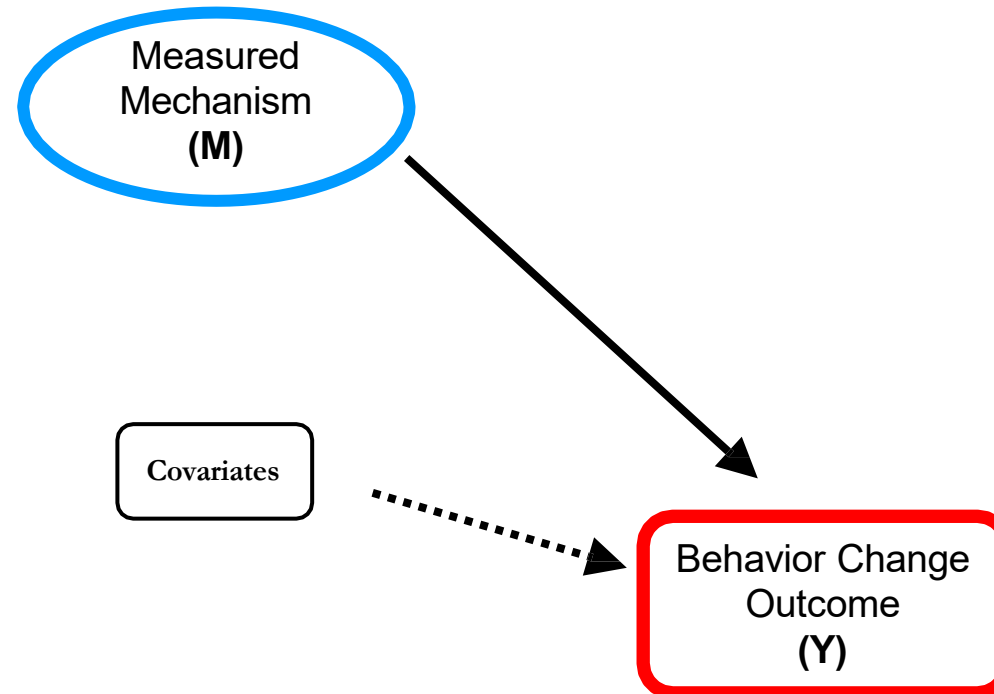 Measured
Mechanism
(M)
Covariates
Behavior Change
Outcome
(Y)